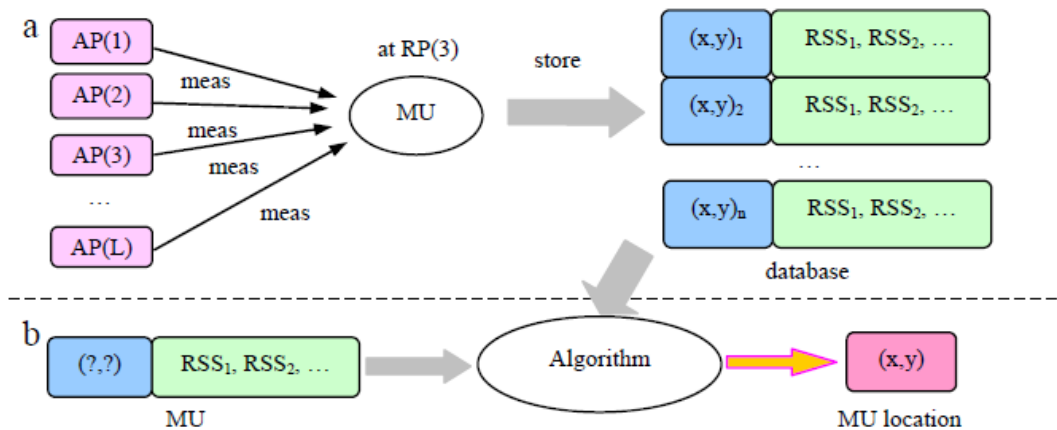 a
AP(1)
AP(2)
AP(3)
…
AP(L)
meas
meas
meas
meas
at RP(3)
MU
store
(x,y)1 RSS1, RSS2, …
(x,y)2 RSS1, RSS2, …
…
(x,y)n RSS1, RSS2, …
database
b
(?,?) RSS1, RSS2, …
MU
Algorithm
(x,y)
MU location